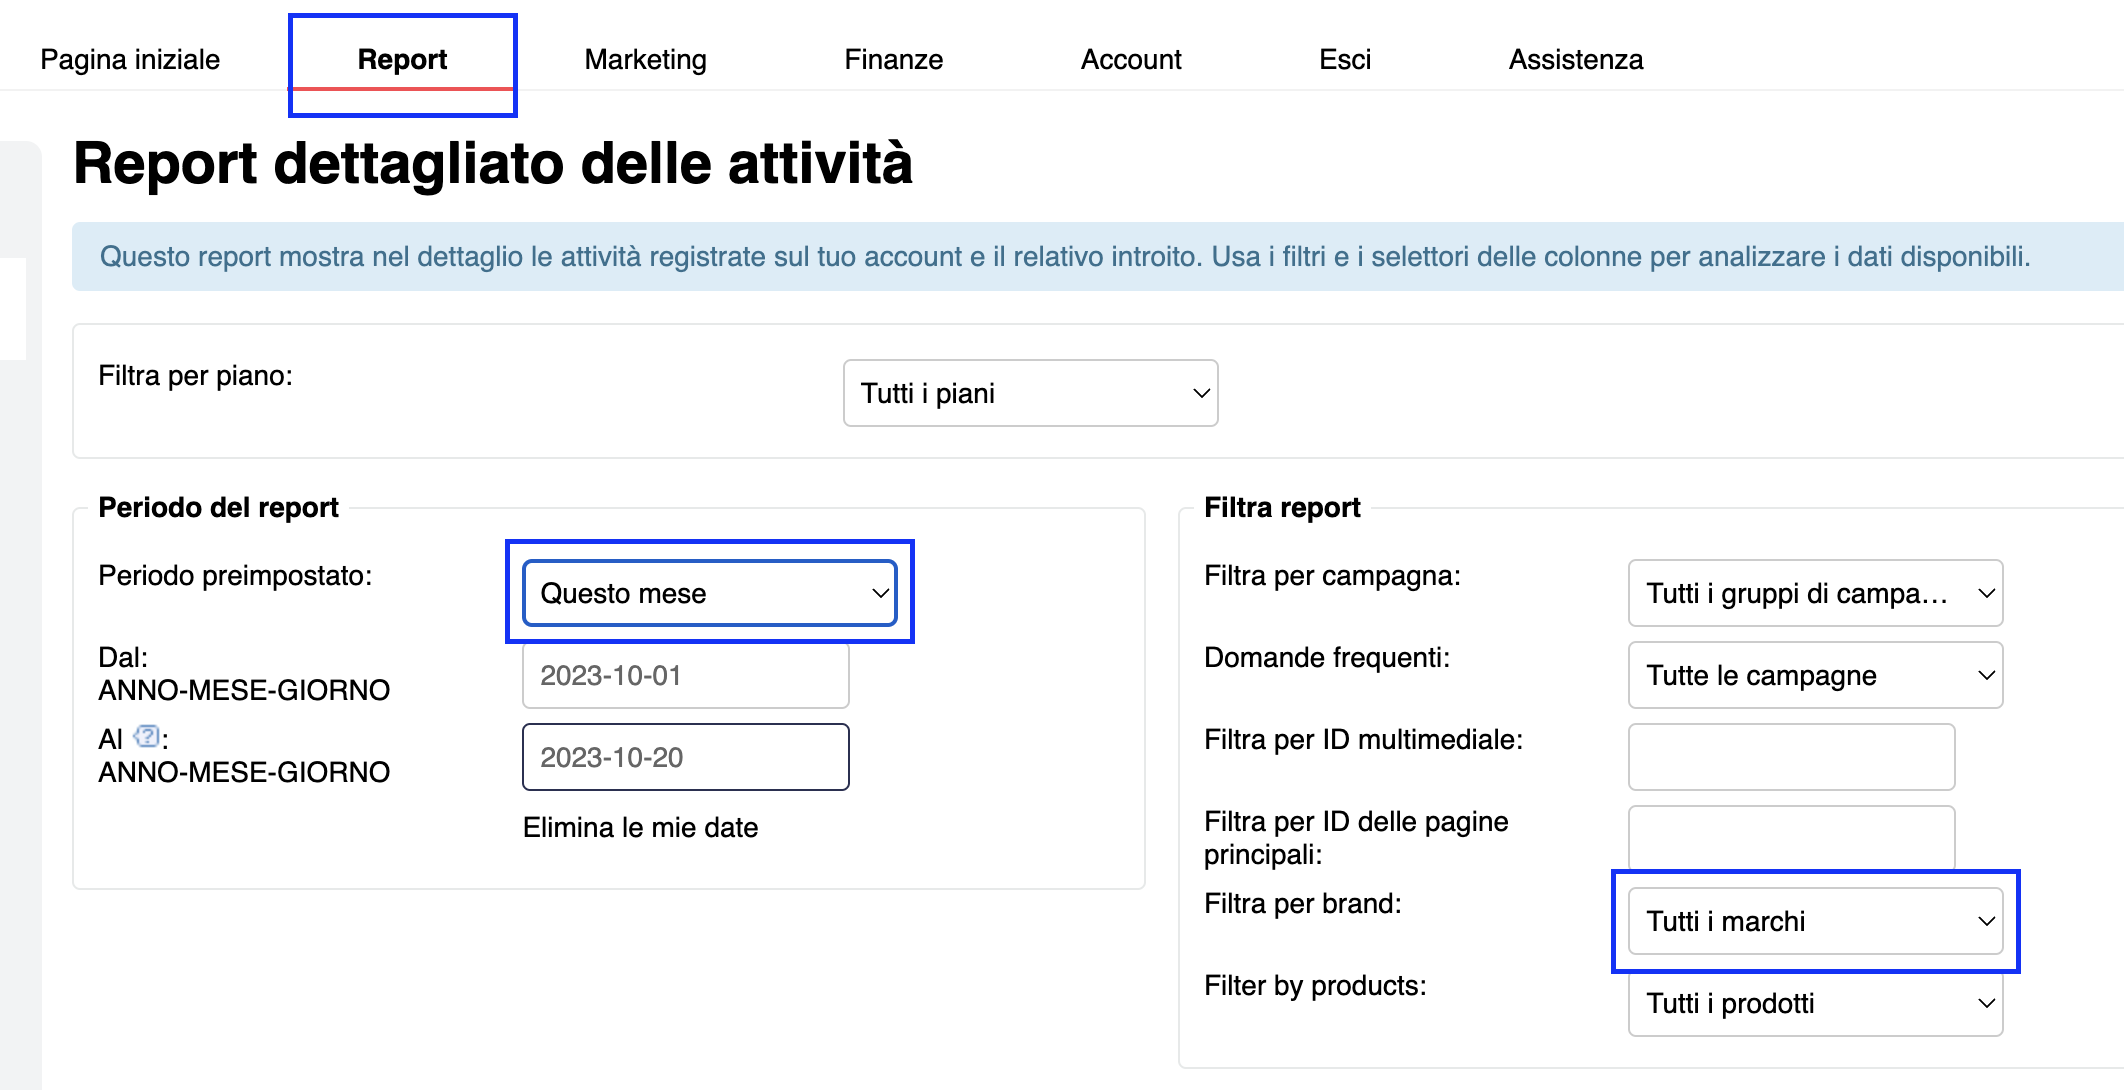 Pagina iniziale Report Marketing Finanze Account Esci Assistenza
Report dettagliato delle attività
Questo report mostra nel dettaglio le attività registrate sul tuo account e il relativo introito. Usa i filtri e i selettori delle colonne per analizzare i dati disponibili.
Filtra per piano: Tutti i piani
Periodo del report
Periodo preimpostato: Questo mese
Dal:
ANNO-MESE-GIORNO
2023-10-01
Al ?:
ANNO-MESE-GIORNO
2023-10-20
Elimina le mie date
Filtra report
Filtra per campagna: Tutti i gruppi di campa...
Domande frequenti: Tutte le campagne
Filtra per ID multimediale:
Filtra per ID delle pagine
principali:
Filtra per brand: Tutti i marchi
Filter by products: Tutti i prodotti